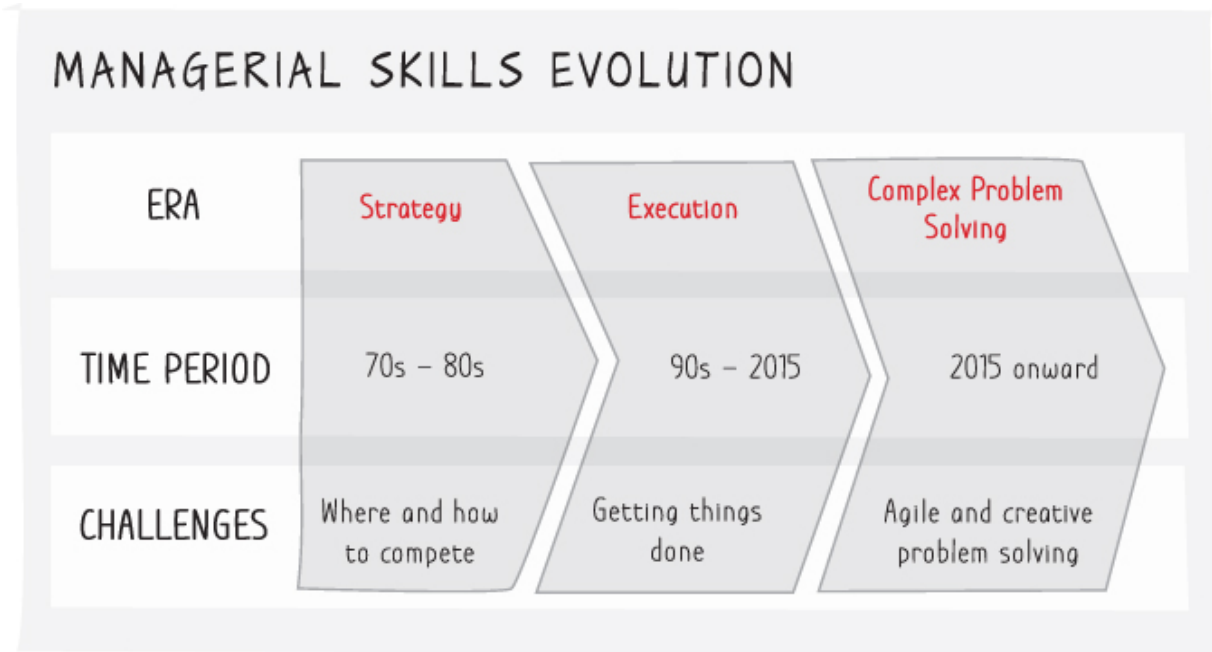 MANAGERIAL SKILLS EVOLUTION
ERA
Strategy
Execution
Complex Problem
Solving
TIME PERIOD
70s – 80s
90s – 2015
2015 onward
CHALLENGES
Where and how
to compete
Getting things
done
Agile and creative
problem solving